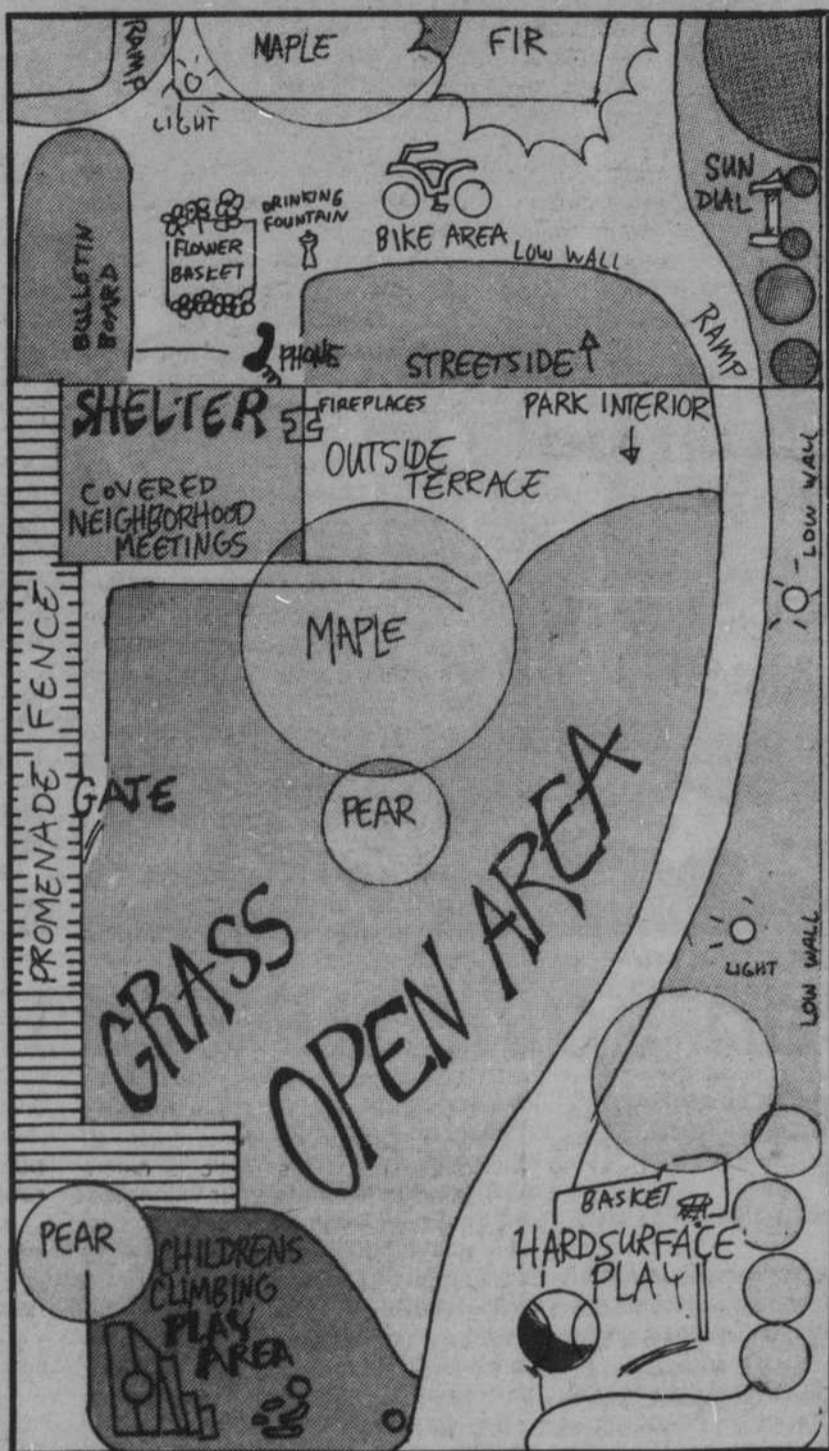 RAMP
MAPLE
FIR
LIGHT
SUN
DIAL
BULLETIN
BOARD
FLOWER
BASKET
DRINKING
FOUNTAIN
BIKE AREA
LOW WALL
RAMP
PHONE
STREETSIDE
SHELTER
FIREPLACES
PARK INTERIOR
OUTSIDE
TERRACE
COVERED
NEIGHBORHOOD
MEETINGS
LOW WALL
MAPLE
PROMENADE FENCE
GATE
PEAR
GRASS
OPEN AREA
LIGHT
LOW WALL
PEAR
CHILDRENS
CLIMBING
PLAY
AREA
BASKET
HARDSURFACE
PLAY